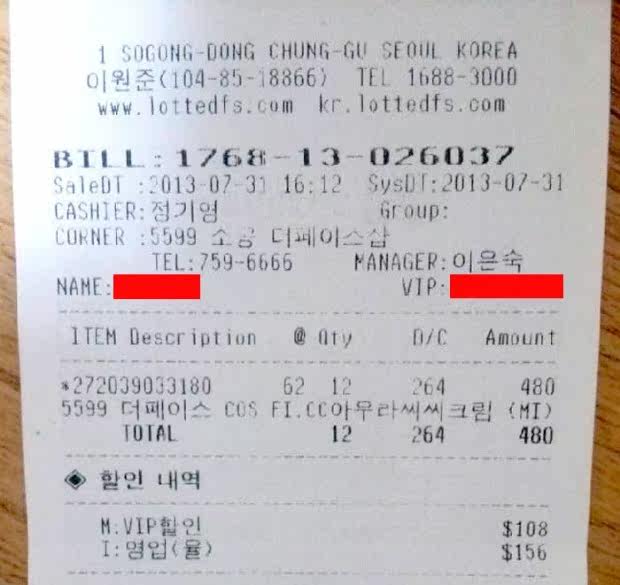 1 SOGONG-DONG CHUNG-GU SEOUL KOREA
이원준(104-85-18866) TEL 1688-3000
www.lottedfs.com kr.lottedfs.com
BILL: 1768-13-026037
SaleDT :2013-07-31 16:12 SysDT:2013-07-31
CASHIER:정기영 Group:
CORNER :5599 소공 더페이스샵
TEL:759-6666 MANAGER:이은숙
NAME: VIP:
ITEM Description @ Qty D/C Amount
*272039033180 62 12 264 480
5599 더페이스 COS FI.CC아우라씨씨크림 (MI)
TOTAL 12 264 480
◈ 할인 내역
M:VIP할인 $108
I:영업(율) $156